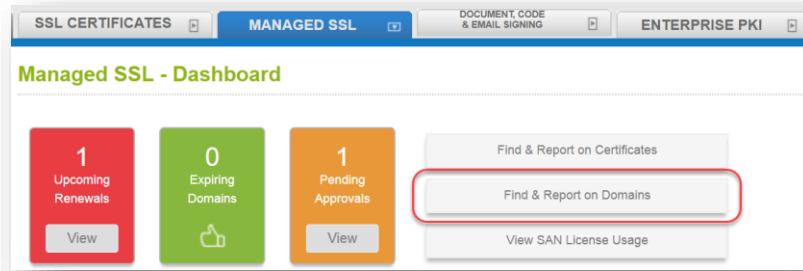 SSL CERTIFICATES
MANAGED SSL
DOCUMENT, CODE
& EMAIL SIGNING
ENTERPRISE PKI
Managed SSL - Dashboard
1
Upcoming
Renewals
View
0
Expiring
Domains
1
Pending
Approvals
View
Find & Report on Certificates
Find & Report on Domains
View SAN License Usage